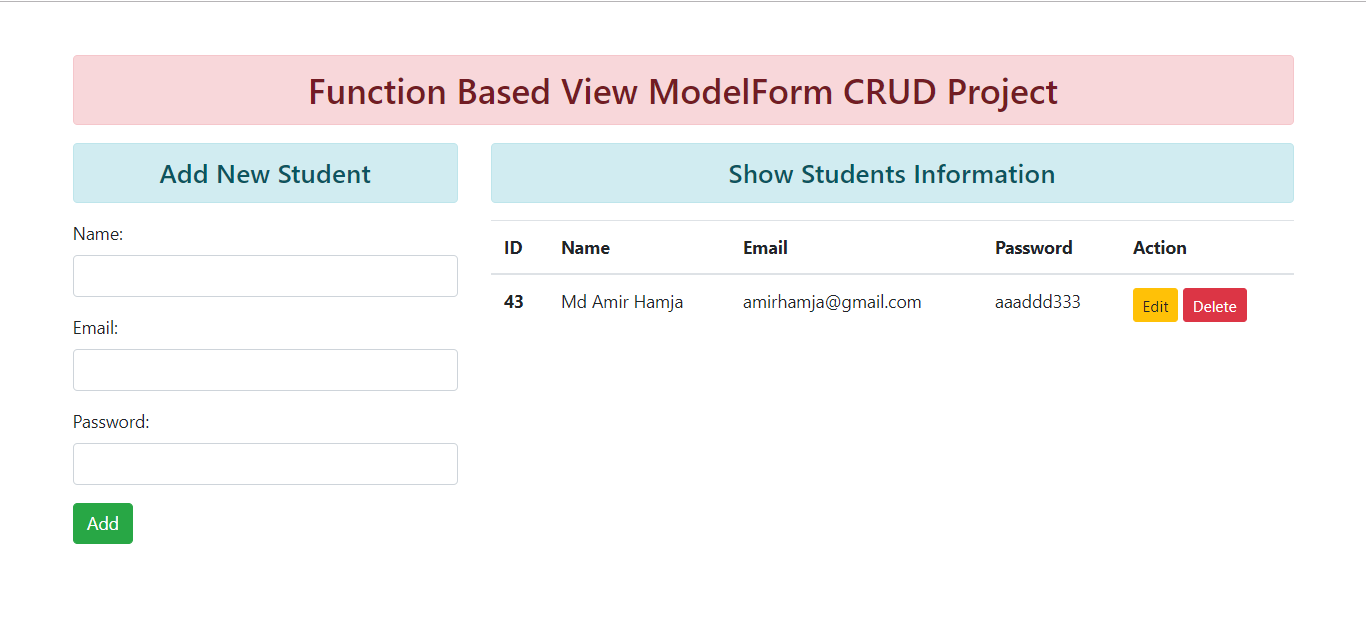 Function Based View ModelForm CRUD Project
Add New Student
Name:
Email:
Password:
Add
Show Students Information
ID Name Email Password Action
43 Md Amir Hamja amirhamja@gmail.com aaaddd333 Edit Delete